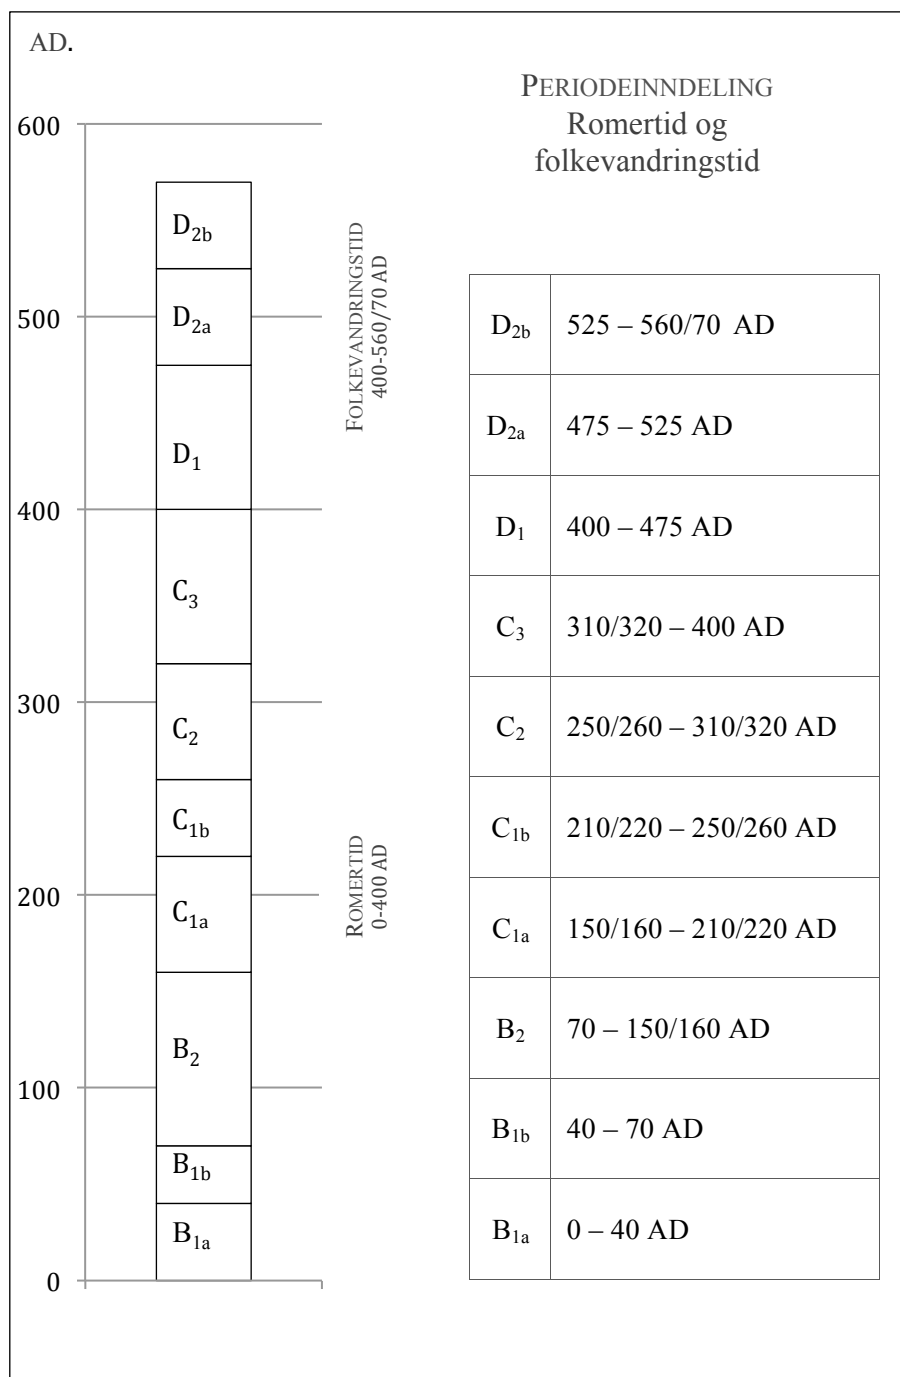 AD.
PERIODEINNDELING
Romertid og
folkevandringstid
600
500
400
300
200
100
0
D2b
D2a
D1
C3
C2
C1b
C1a
B2
B1b
B1a
FOLKEVANDRINGSTID
400-560/70 AD
ROMERTID
0-400 AD
D2b 525 – 560/70 AD
D2a 475 – 525 AD
D1 400 – 475 AD
C3 310/320 – 400 AD
C2 250/260 – 310/320 AD
C1b 210/220 – 250/260 AD
C1a 150/160 – 210/220 AD
B2 70 – 150/160 AD
B1b 40 – 70 AD
B1a 0 – 40 AD